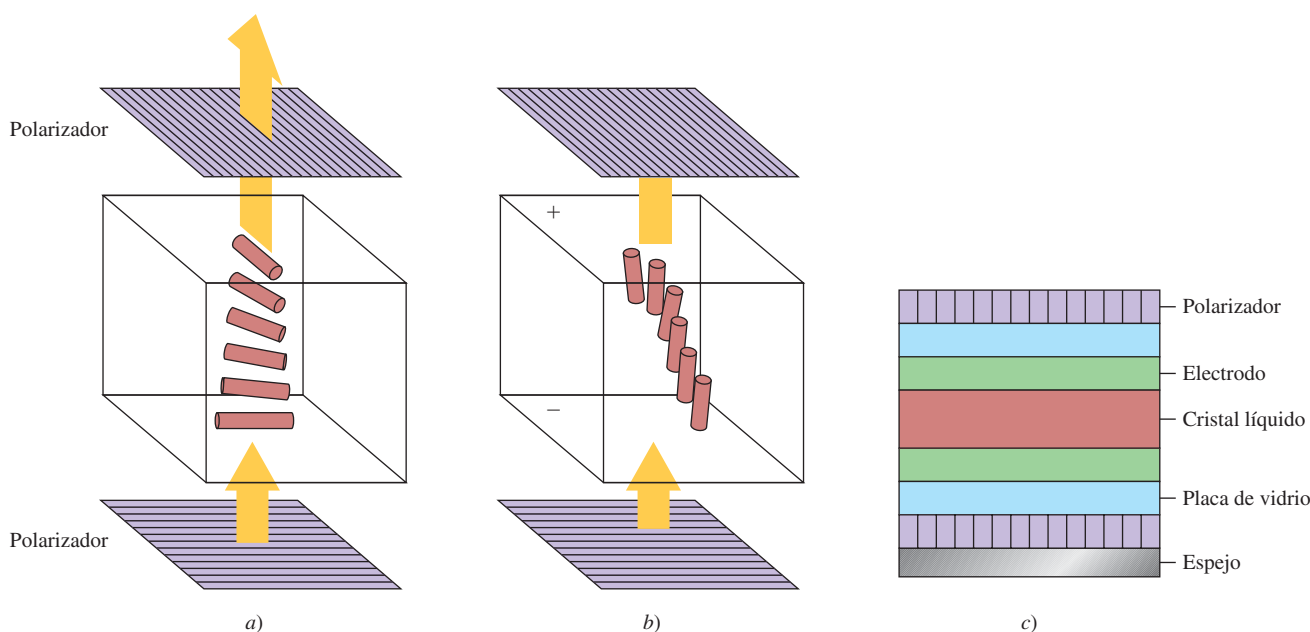 Polarizador
Polarizador
a)
+
–
b)
Polarizador
Electrodo
Cristal líquido
Placa de vidrio
Espejo
c)